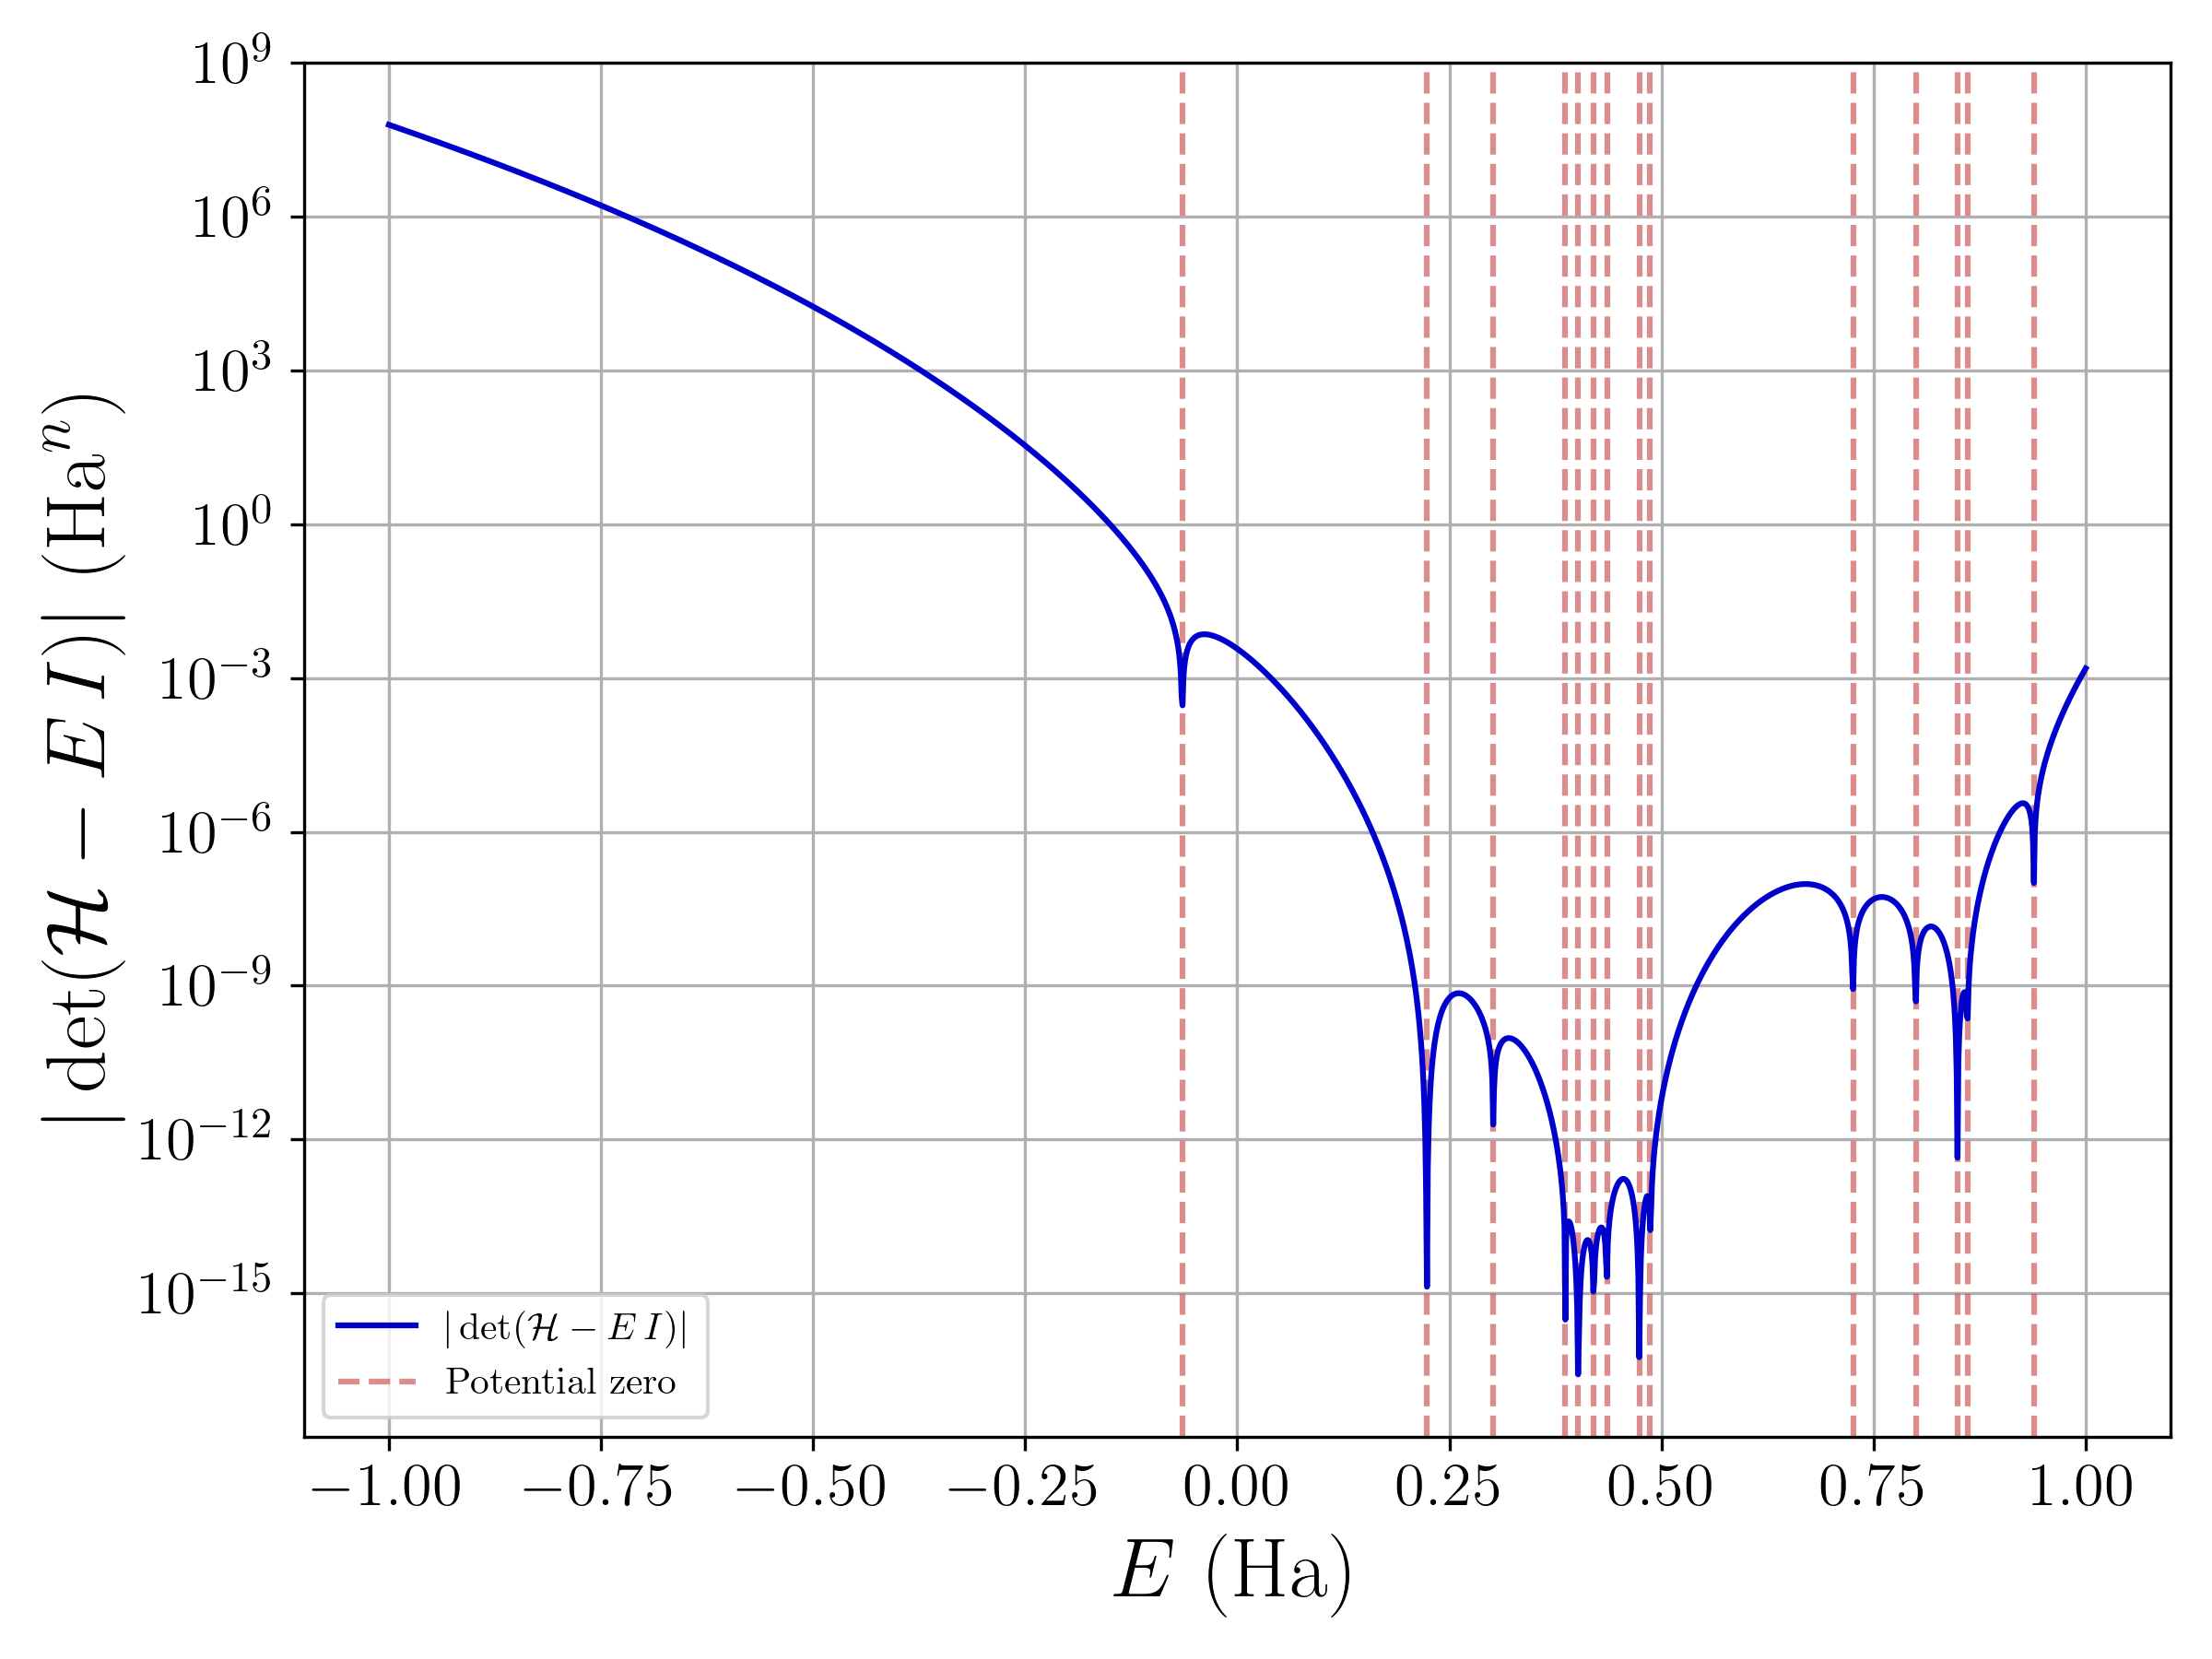 10^9
10^6
10^3
10^0
10^−3
10^−6
10^−9
10^−12
10^−15
|det(𝓗 − E I)| (Ha^n)
|det(𝓗 − E I)|
Potential zero
−1.00 −0.75 −0.50 −0.25 0.00 0.25 0.50 0.75 1.00
E (Ha)